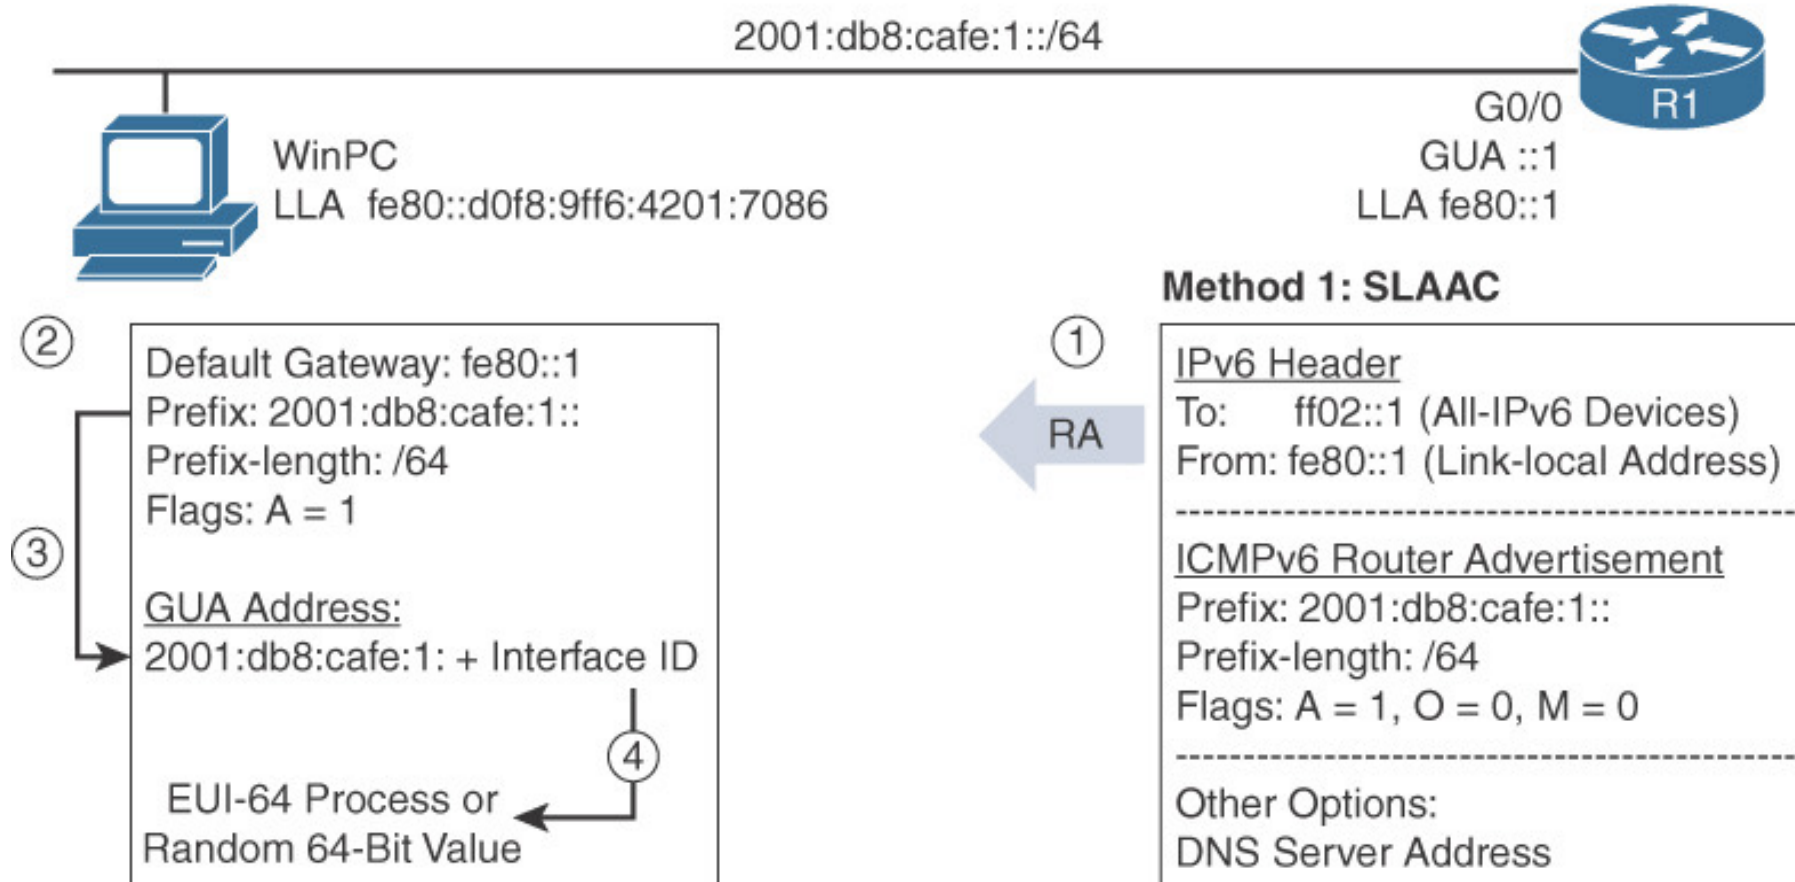 2001:db8:cafe:1::/64
R1
G0/0
GUA ::1
LLA fe80::1
WinPC
LLA fe80::d0f8:9ff6:4201:7086
Method 1: SLAAC
2
Default Gateway: fe80::1
Prefix: 2001:db8:cafe:1::
Prefix-length: /64
Flags: A = 1
3
GUA Address:
2001:db8:cafe:1: + Interface ID
4
EUI-64 Process or
Random 64-Bit Value
1
RA
IPv6 Header
To: ff02::1 (All-IPv6 Devices)
From: fe80::1 (Link-local Address)
ICMPv6 Router Advertisement
Prefix: 2001:db8:cafe:1::
Prefix-length: /64
Flags: A = 1, O = 0, M = 0
Other Options:
DNS Server Address